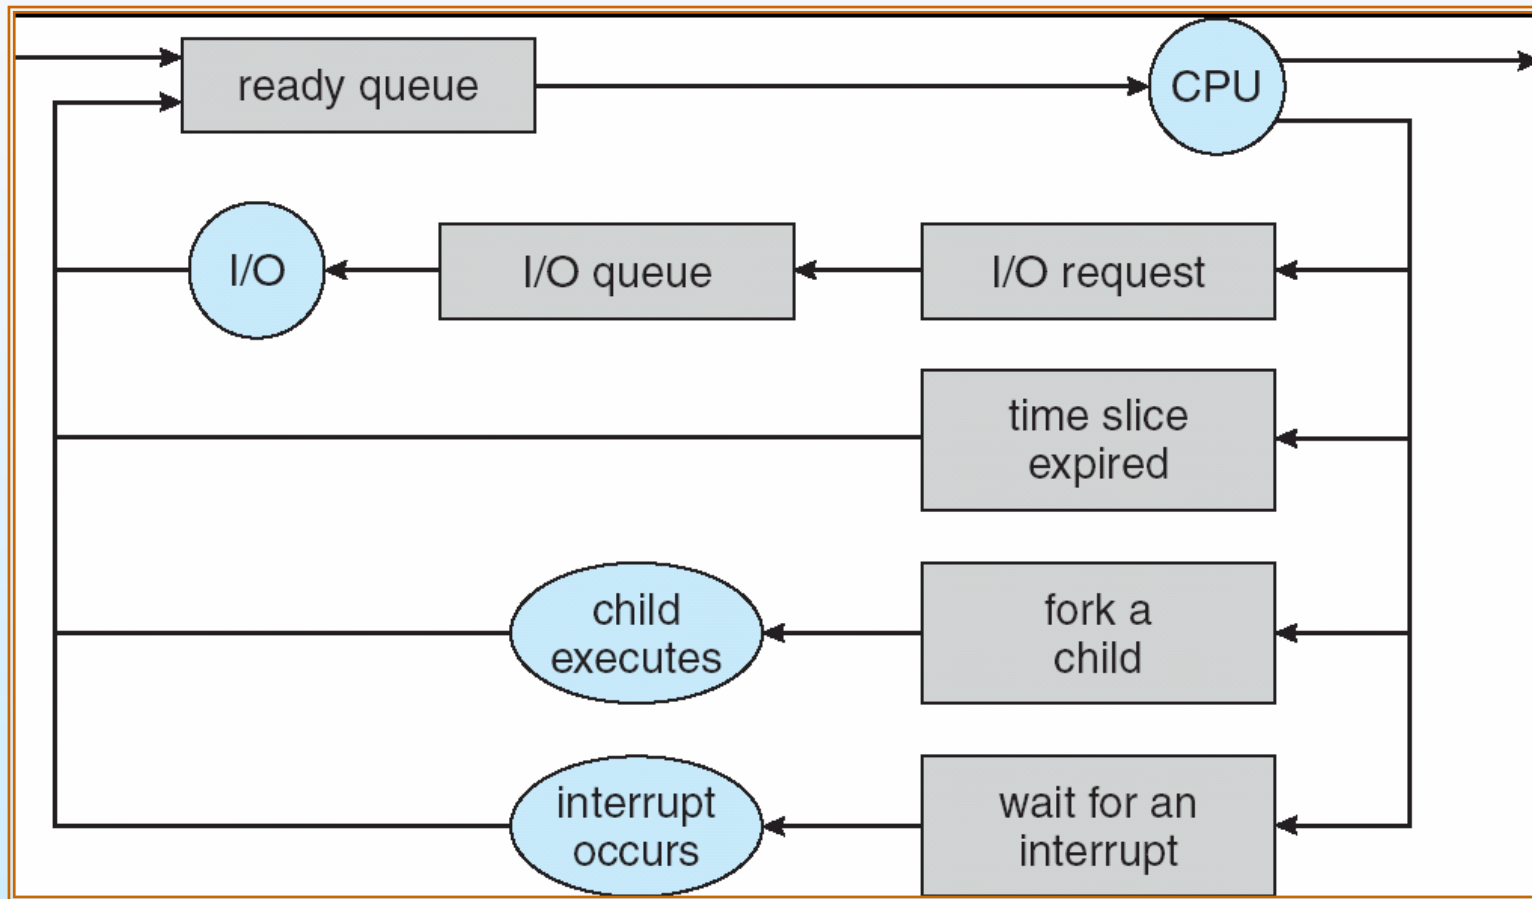 ready queue
CPU
I/O
I/O queue
I/O request
time slice
expired
child
executes
fork a
child
interrupt
occurs
wait for an
interrupt